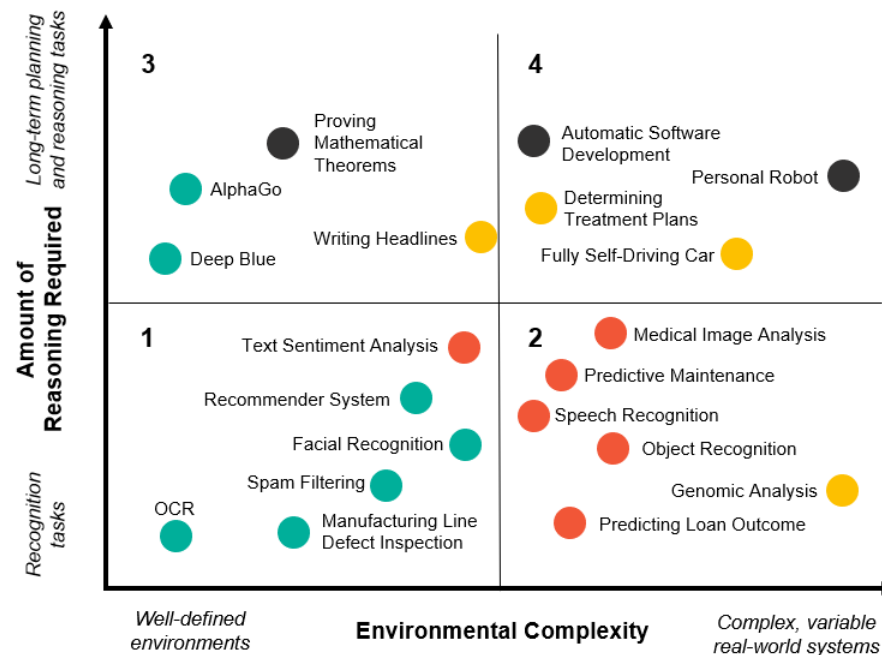 Long-term planning
and reasoning tasks
Amount of
Reasoning Required
Recognition
tasks
3
Proving
Mathematical
Theorems
AlphaGo
Writing Headlines
Deep Blue
4
Automatic Software
Development
Personal Robot
Determining
Treatment Plans
Fully Self-Driving Car
1
Text Sentiment Analysis
Recommender System
Facial Recognition
Spam Filtering
OCR
Manufacturing Line
Defect Inspection
2
Medical Image Analysis
Predictive Maintenance
Speech Recognition
Object Recognition
Genomic Analysis
Predicting Loan Outcome
Well-defined
environments
Environmental Complexity
Complex, variable
real-world systems